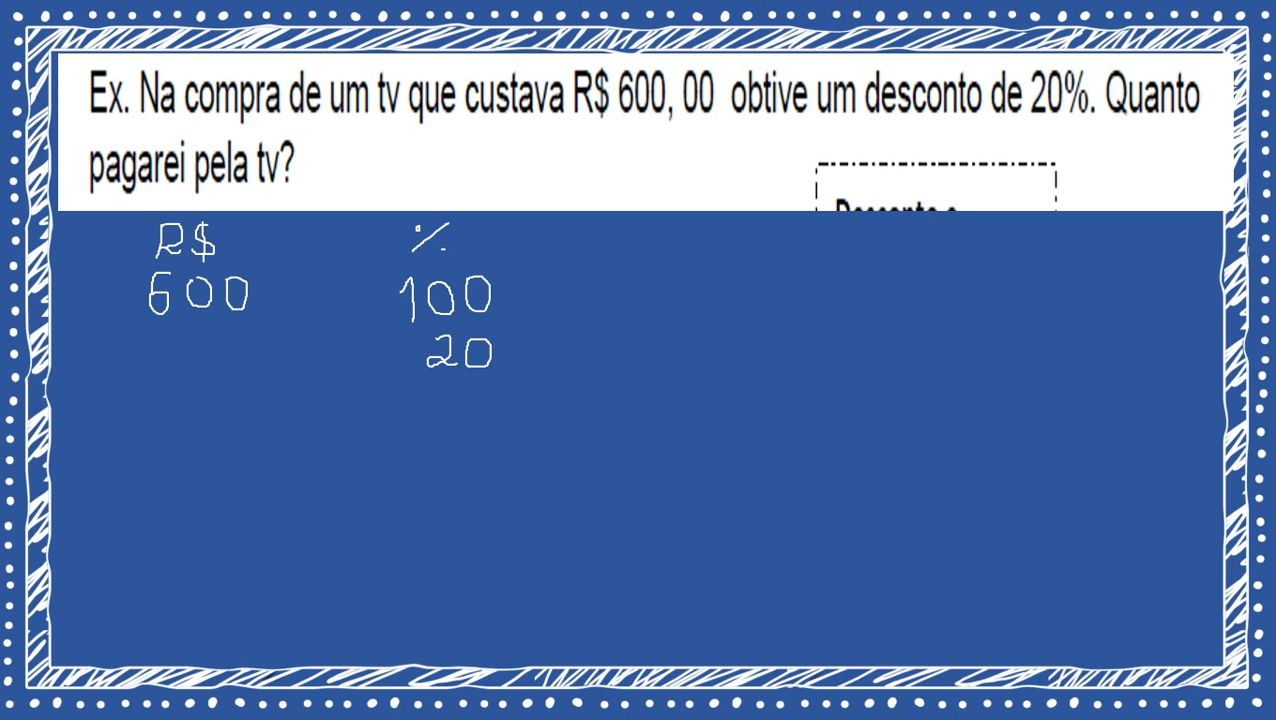 Ex. Na compra de um tv que custava R$ 600, 00 obtive um desconto de 20%. Quanto
pagarei pela tv?
R$ %
600 100
20